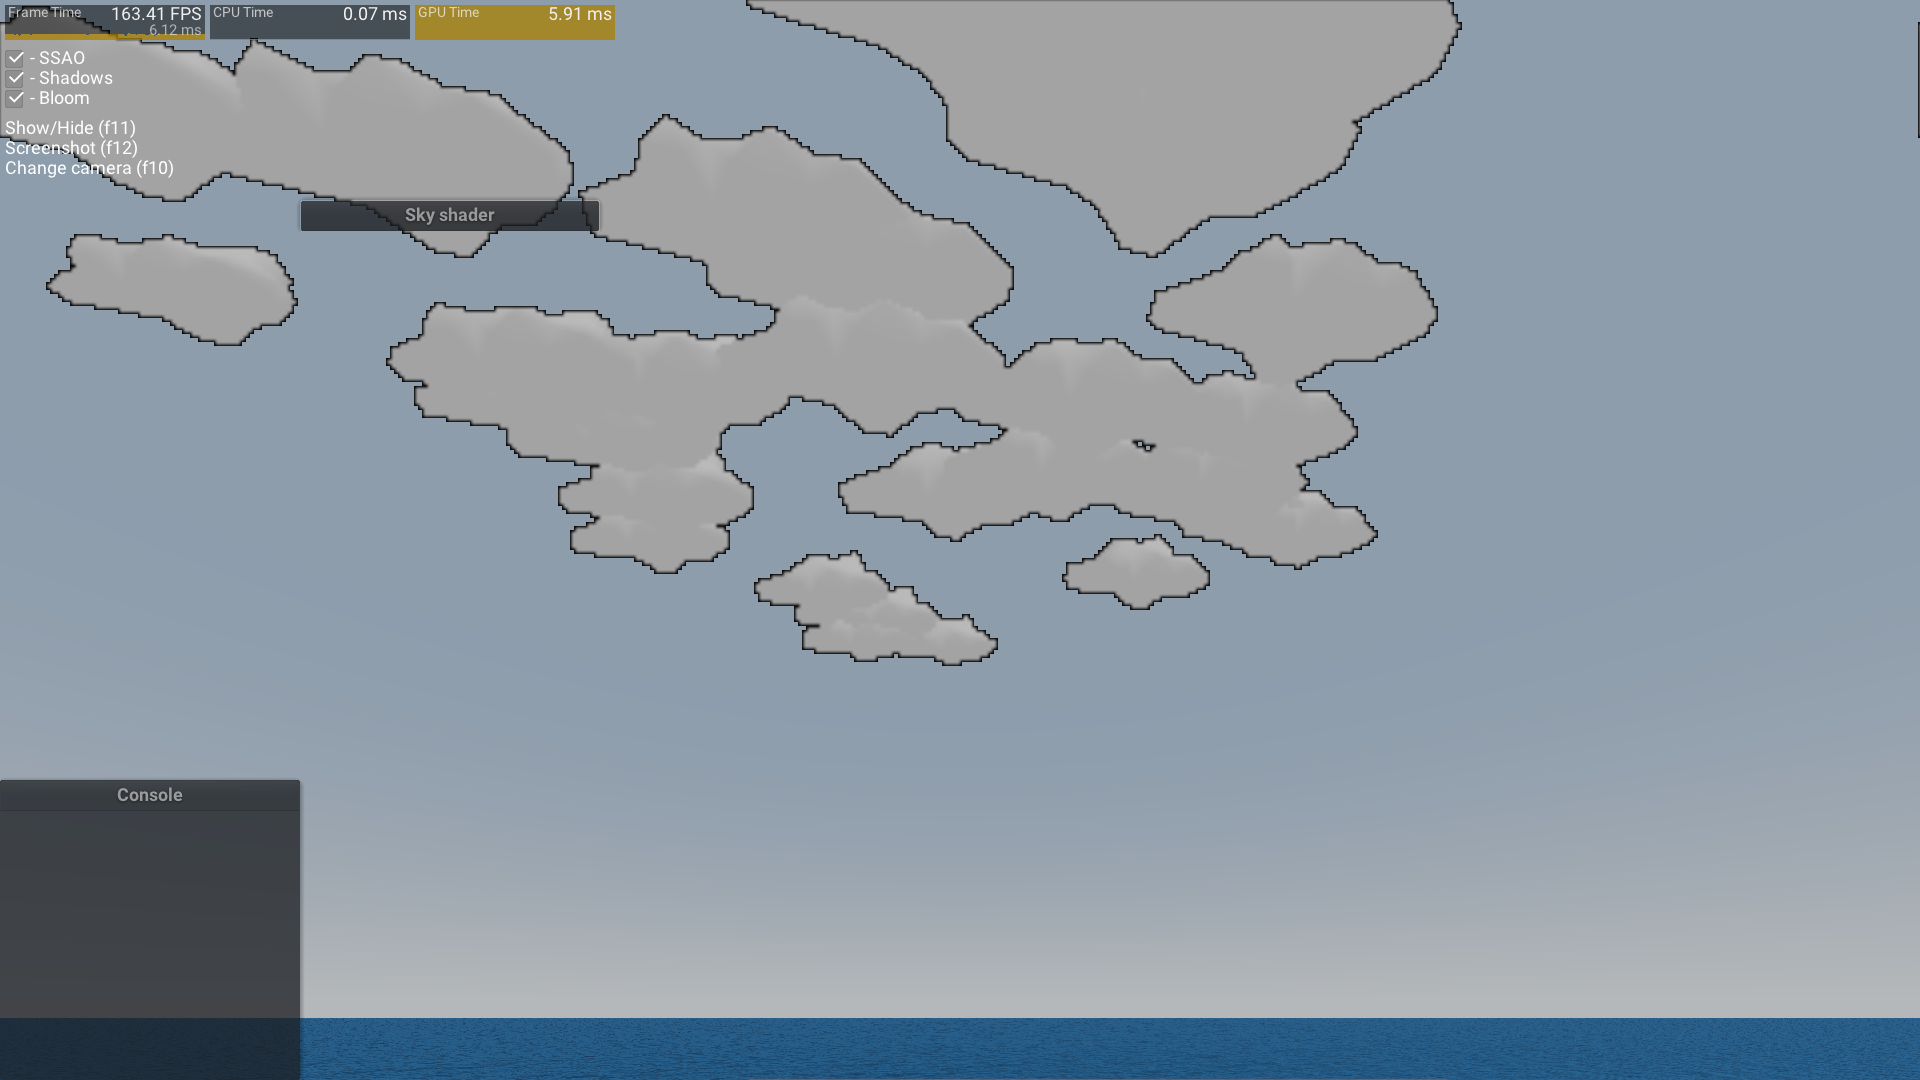 Frame Time 163.41 FPS
6.12 ms
CPU Time 0.07 ms
GPU Time 5.91 ms
- SSAO
- Shadows
- Bloom
Show/Hide (f11)
Screenshot (f12)
Change camera (f10)
Sky shader
Console